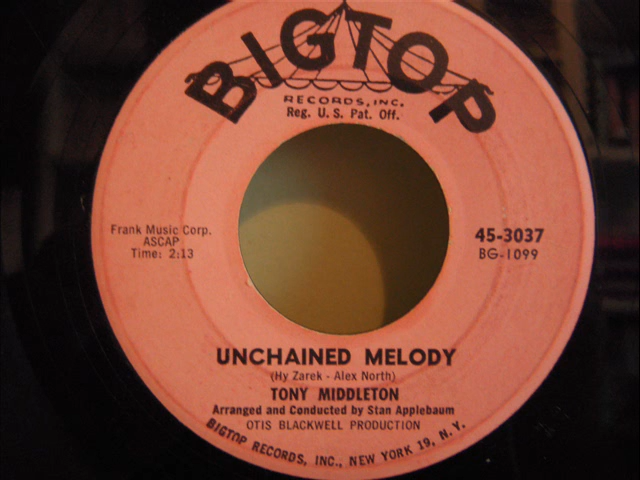 BIGTOP
RECORDS, INC.
Reg. U. S. Pat. Off.
Frank Music Corp.
ASCAP
Time: 2:13
45-3037
BG-1099
UNCHAINED MELODY
(Hy Zarek - Alex North)
TONY MIDDLETON
Arranged and Conducted by Stan Applebaum
OTIS BLACKWELL PRODUCTION
BIGTOP RECORDS, INC., NEW YORK 19, N. Y.